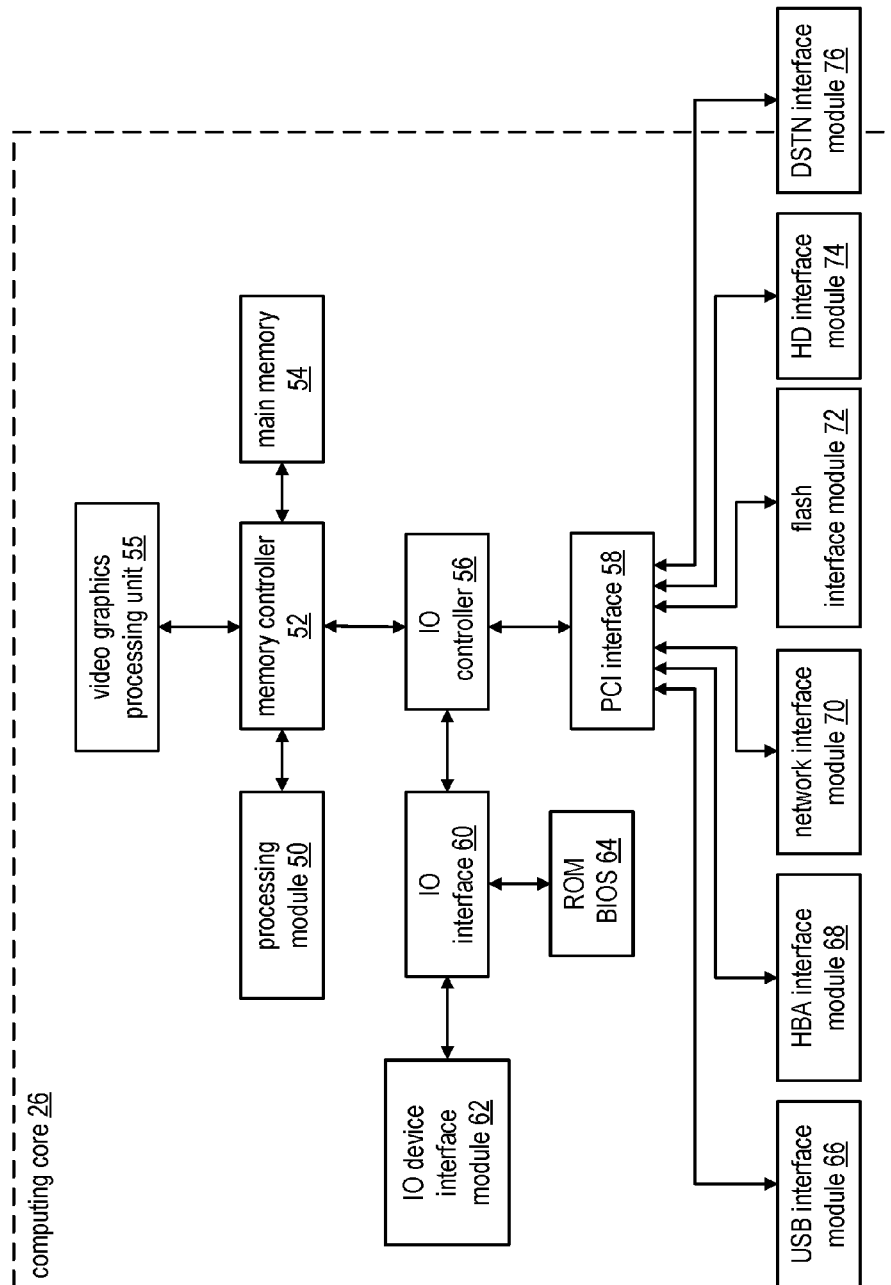 computing core 26
video graphics
processing unit 55
processing
module 50
memory controller
52
main memory
54
IO device
interface
module 62
IO
interface 60
IO
controller 56
ROM
BIOS 64
PCI interface 58
USB interface
module 66
HBA interface
module 68
network interface
module 70
flash
interface module 72
HD interface
module 74
DSTN interface
module 76